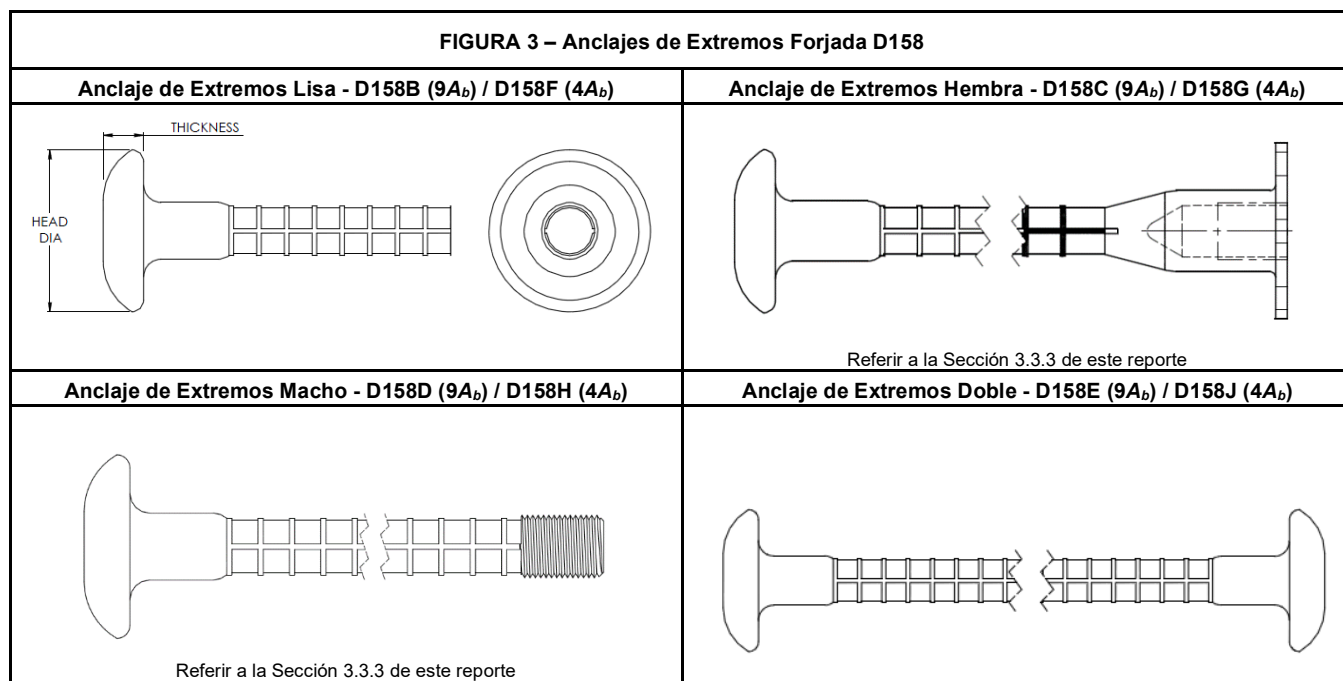 FIGURA 3 – Anclajes de Extremos Forjada D158
Anclaje de Extremos Lisa - D158B (9Ab) / D158F (4Ab)
Anclaje de Extremos Hembra - D158C (9Ab) / D158G (4Ab)
THICKNESS
HEAD
DIA
Referir a la Sección 3.3.3 de este reporte
Anclaje de Extremos Macho - D158D (9Ab) / D158H (4Ab)
Anclaje de Extremos Doble - D158E (9Ab) / D158J (4Ab)
Referir a la Sección 3.3.3 de este reporte